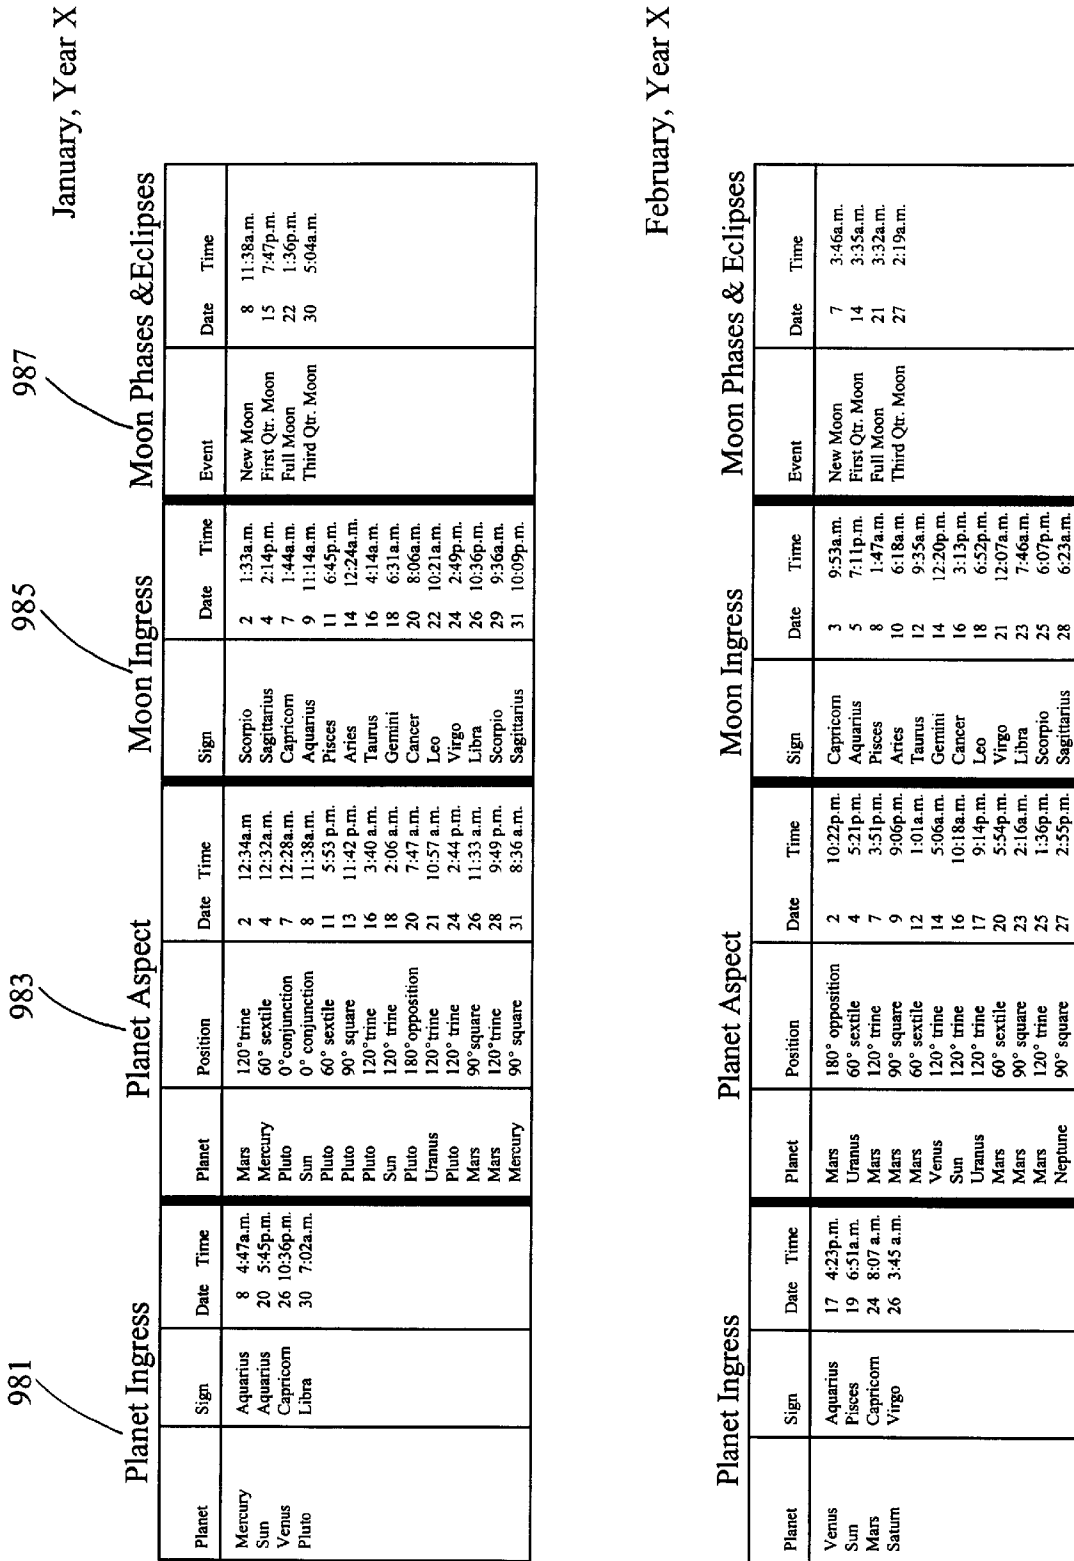 January, Year X
981 983 985 987
Planet Ingress Planet Aspect Moon Ingress Moon Phases &Eclipses
Planet Sign Date Time Planet Position Date Time Sign Date Time Event Date Time
Mercury Aquarius 8 4:47a.m. Mars 120°trine 2 12:34a.m Scorpio 2 1:33a.m. New Moon 8 11:38a.m.
Sun Aquarius 20 5:45p.m. Mercury 60° sextile 4 12:32a.m. Sagittarius 4 2:14p.m. First Qtr. Moon 15 7:47p.m.
Venus Capricorn 26 10:36p.m. Pluto 0°conjunction 7 12:28a.m. Capricorn 7 1:44a.m. Full Moon 22 1:36p.m.
Pluto Libra 30 7:02a.m. Sun 0° conjunction 8 11:38a.m. Aquarius 9 11:14a.m. Third Qtr. Moon 30 5:04a.m.
Pluto 60° sextile 11 5:53 p.m. Pisces 11 6:45p.m.
Pluto 90° square 13 11:42 p.m. Aries 14 12:24a.m.
Pluto 120°trine 16 3:40 a.m. Taurus 16 4:14a.m.
Sun 120° trine 18 2:06 a.m. Gemini 18 6:31a.m.
Pluto 180°opposition 20 7:47 a.m. Cancer 20 8:06a.m.
Uranus 120°trine 21 10:57 a.m. Leo 22 10:21a.m.
Pluto 120° trine 24 2:44 p.m. Virgo 24 2:49p.m.
Mars 90°square 26 11:33 a.m. Libra 26 10:36p.m.
Mars 120°trine 28 9:49 p.m. Scorpio 29 9:36a.m.
Mercury 90° square 31 8:36 a.m. Sagittarius 31 10:09p.m.
February, Year X
Planet Ingress Planet Aspect Moon Ingress Moon Phases & Eclipses
Planet Sign Date Time Planet Position Date Time Sign Date Time Event Date Time
Venus Aquarius 17 4:23p.m. Mars 180° opposition 2 10:22p.m. Capricorn 3 9:53a.m. New Moon 7 3:46a.m.
Sun Pisces 19 6:51a.m. Uranus 60° sextile 4 5:21p.m. Aquarius 5 7:11p.m. First Qtr. Moon 14 3:35a.m.
Mars Capricorn 24 8:07 a.m. Mars 120° trine 7 3:51p.m. Pisces 8 1:47a.m. Full Moon 21 3:32a.m.
Saturn Virgo 26 3:45 a.m. Mars 90° square 9 9:06p.m. Aries 10 6:18a.m. Third Qtr. Moon 27 2:19a.m.
Mars 60° sextile 12 1:01a.m. Taurus 12 9:35a.m.
Venus 120° trine 14 5:06a.m. Gemini 14 12:20p.m.
Sun 120° trine 16 10:18a.m. Cancer 16 3:13p.m.
Uranus 120° trine 17 9:14p.m. Leo 18 6:52p.m.
Mars 60° sextile 20 5:54p.m. Virgo 21 12:07a.m.
Mars 90° square 23 2:16a.m. Libra 23 7:46a.m.
Mars 120° trine 25 1:36p.m. Scorpio 25 6:07p.m.
Neptune 90° square 27 2:55p.m. Sagittarius 28 6:23a.m.